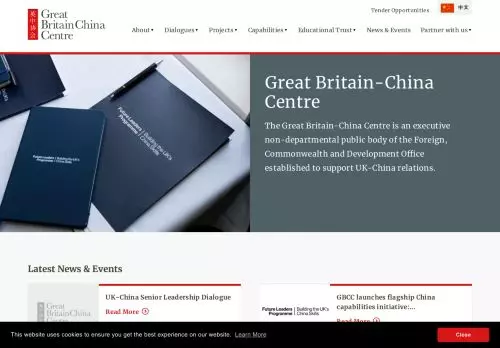 英中协会
Great
BritainChina
Centre
Tender Opportunities
中文
About
Dialogues
Projects
Capabilities
Educational Trust
News & Events
Partner with us
Future Leaders Programme
Building the UK's China Skills
Future Leaders Programme
Building the UK's China Skills
Great Britain-China
Centre
The Great Britain-China Centre is an executive
non-departmental public body of the Foreign,
Commonwealth and Development Office
established to support UK-China relations.
Latest News & Events
Great
BritainChina
Centre
UK-China Senior Leadership Dialogue
Read More
Future Leaders Programme
Building the UK's China Skills
GBCC launches flagship China
capabilities initiative:...
Read More
This website uses cookies to ensure you get the best experience on our website. Learn More
Close